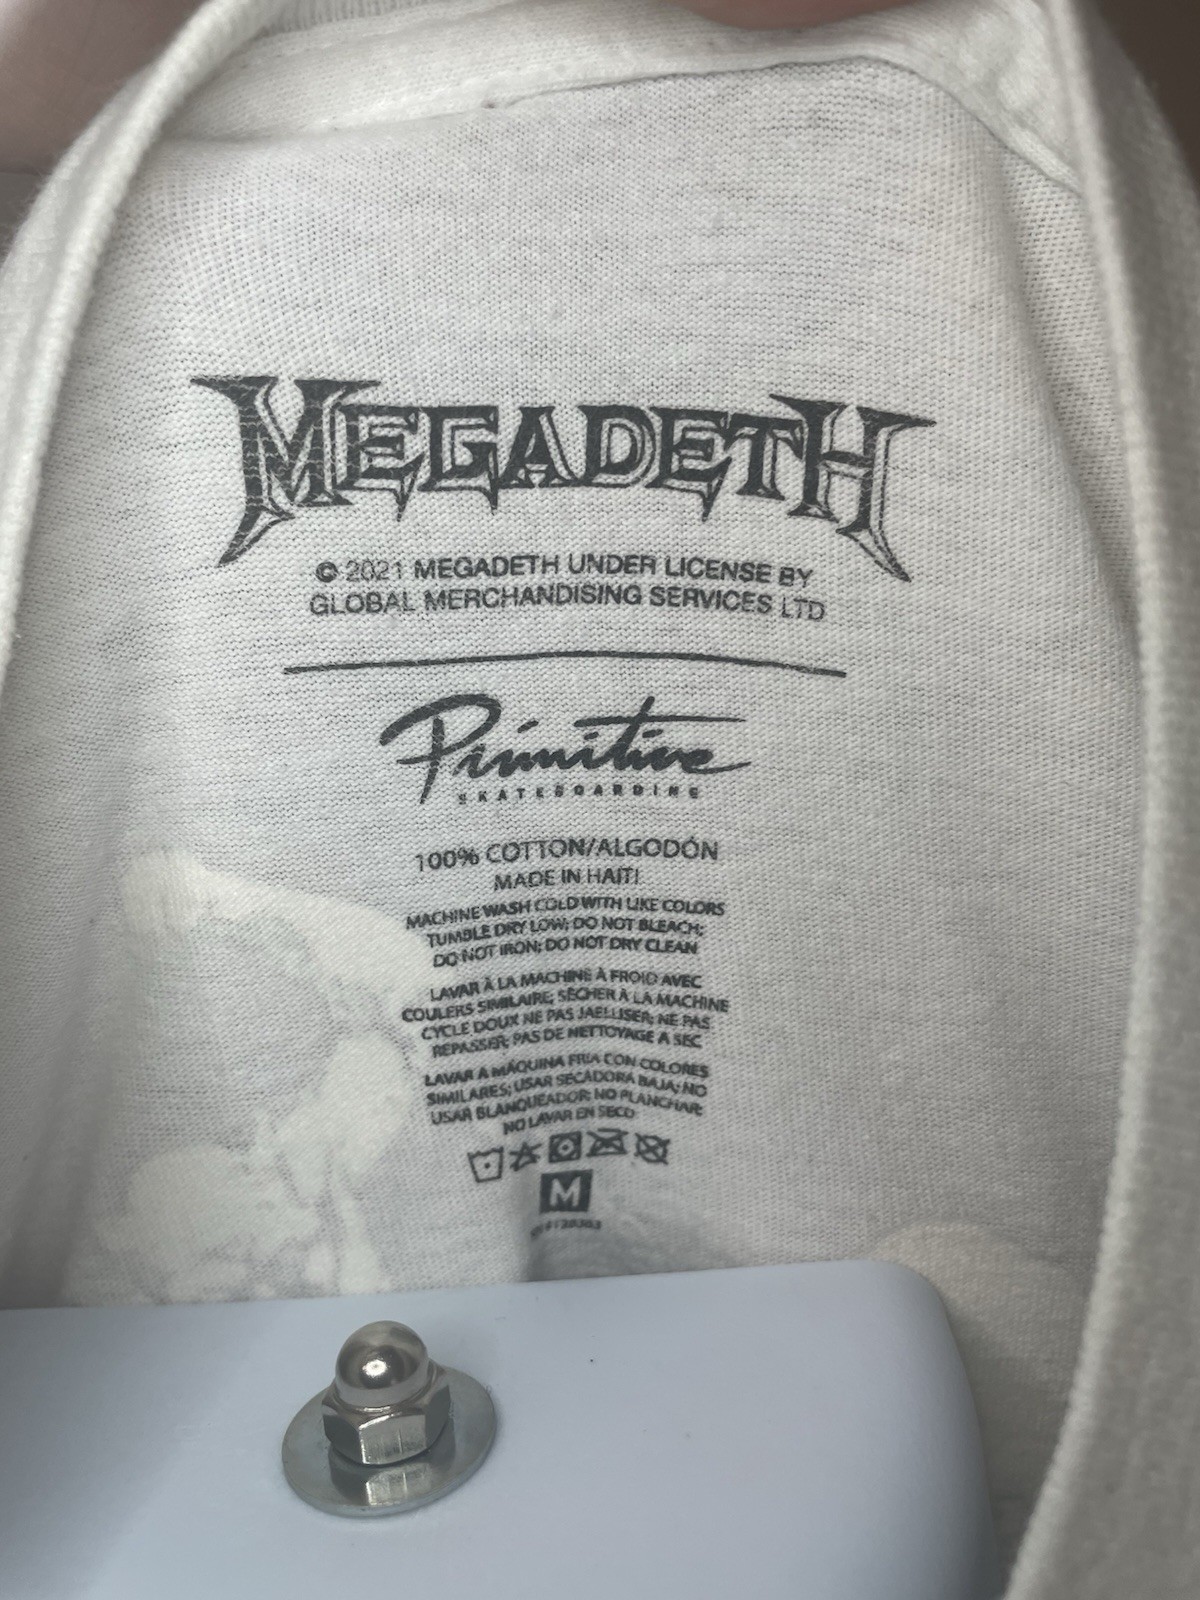 MEGADETH
© 2021 MEGADETH UNDER LICENSE BY
GLOBAL MERCHANDISING SERVICES LTD
Primitive
SKATEBOARDING
100% COTTON/ALGODÓN
MADE IN HAITI
MACHINE WASH COLD WITH LIKE COLORS
TUMBLE DRY LOW; DO NOT BLEACH;
DO NOT IRON; DO NOT DRY CLEAN
LAVAR À LA MACHINE À FROID AVEC
COULERS SIMILAIRE; SÉCHER À LA MACHINE
CYCLE DOUX NE PAS JAELLISER; NE PAS
REPASSER; PAS DE NETTOYAGE A SEC
LAVAR A MÁQUINA FRIA CON COLORES
SIMILARES; USAR SECADORA BAJA; NO
USAR BLANQUEADOR; NO PLANCHAR;
NO LAVAR EN SECO
M